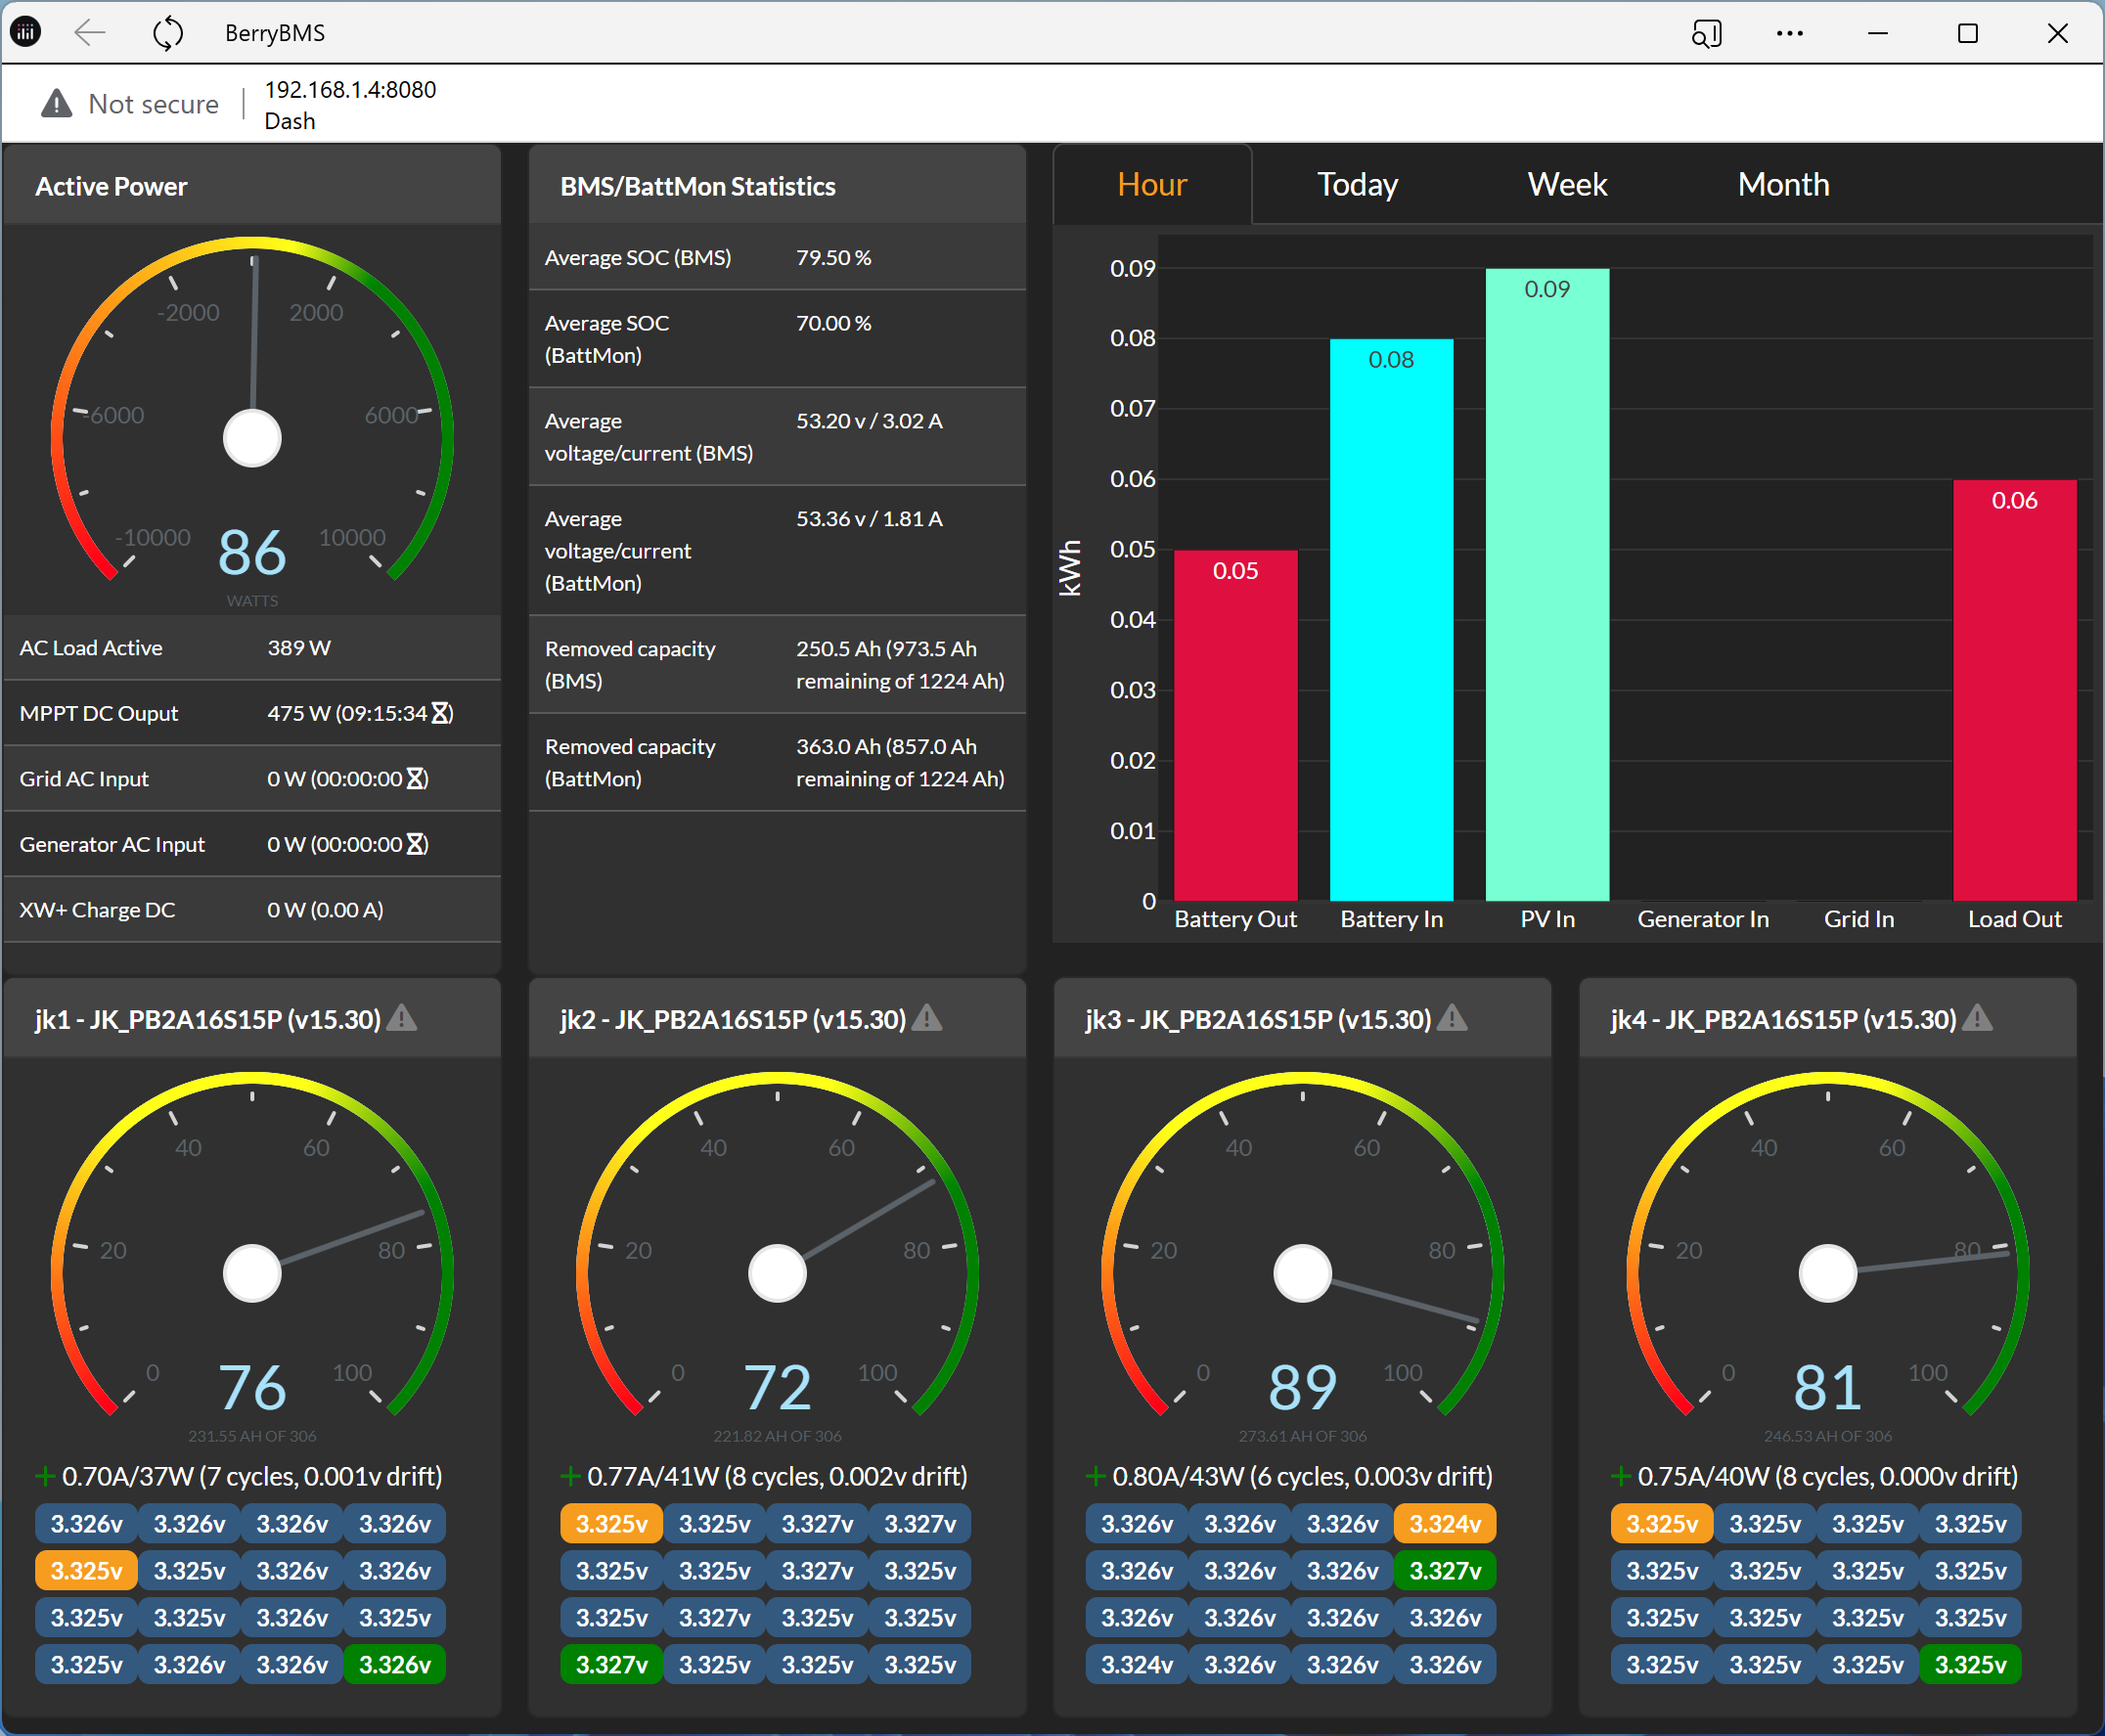 BerryBMS
Not secure
192.168.1.4:8080
Dash
Active Power
-2000
2000
-6000
6000
-10000
10000
86
WATTS
AC Load Active 389 W
MPPT DC Ouput 475 W (09:15:34)
Grid AC Input 0 W (00:00:00)
Generator AC Input 0 W (00:00:00)
XW+ Charge DC 0 W (0.00 A)
BMS/BattMon Statistics
Average SOC (BMS) 79.50 %
Average SOC 70.00 %
(BattMon)
Average 53.20 v / 3.02 A
voltage/current (BMS)
Average 53.36 v / 1.81 A
voltage/current
(BattMon)
Removed capacity 250.5 Ah (973.5 Ah
(BMS) remaining of 1224 Ah)
Removed capacity 363.0 Ah (857.0 Ah
(BattMon) remaining of 1224 Ah)
Hour Today Week Month
kWh
0.09
0.08
0.07
0.06
0.05
0.04
0.03
0.02
0.01
0
0.05
0.08
0.09
0.06
Battery Out Battery In PV In Generator In Grid In Load Out
jk1 - JK_PB2A16S15P (v15.30)
40
60
20
80
0
100
76
231.55 AH OF 306
+ 0.70A/37W (7 cycles, 0.001v drift)
3.326v 3.326v 3.326v 3.326v
3.325v 3.325v 3.326v 3.326v
3.325v 3.325v 3.326v 3.325v
3.325v 3.326v 3.326v 3.326v
jk2 - JK_PB2A16S15P (v15.30)
40
60
20
80
0
100
72
221.82 AH OF 306
+ 0.77A/41W (8 cycles, 0.002v drift)
3.325v 3.325v 3.327v 3.327v
3.325v 3.325v 3.327v 3.325v
3.325v 3.327v 3.325v 3.325v
3.327v 3.325v 3.325v 3.325v
jk3 - JK_PB2A16S15P (v15.30)
40
60
20
80
0
100
89
273.61 AH OF 306
+ 0.80A/43W (6 cycles, 0.003v drift)
3.326v 3.326v 3.326v 3.324v
3.326v 3.326v 3.326v 3.327v
3.326v 3.326v 3.326v 3.326v
3.324v 3.326v 3.326v 3.326v
jk4 - JK_PB2A16S15P (v15.30)
40
60
20
80
0
100
81
246.53 AH OF 306
+ 0.75A/40W (8 cycles, 0.000v drift)
3.325v 3.325v 3.325v 3.325v
3.325v 3.325v 3.325v 3.325v
3.325v 3.325v 3.325v 3.325v
3.325v 3.325v 3.325v 3.325v